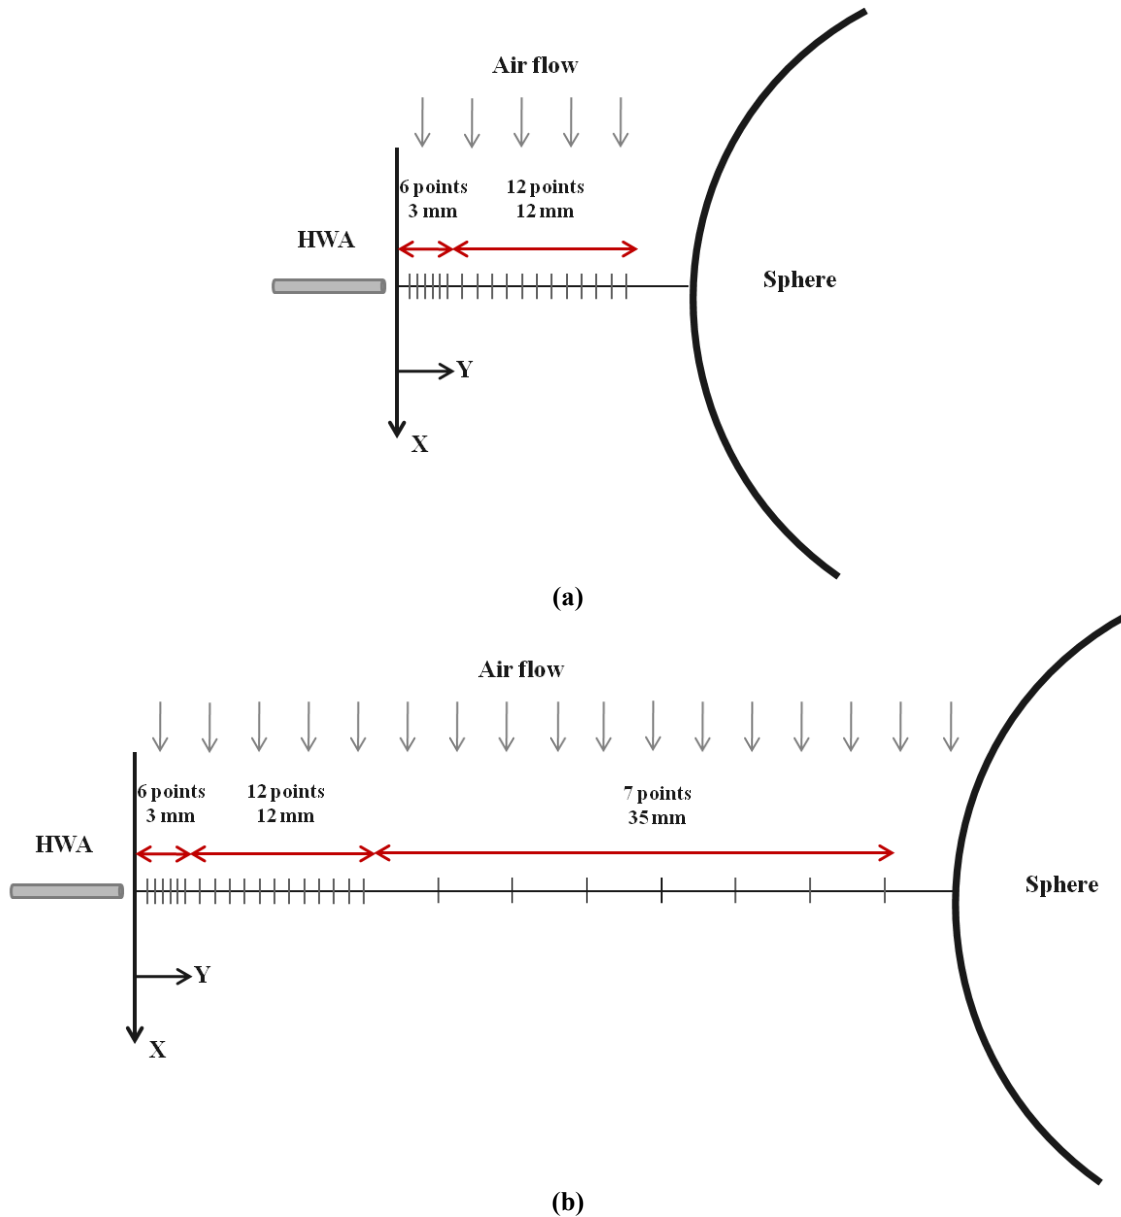 Air flow
6 points
3 mm
12 points
12 mm
HWA
Sphere
Y
X
(a)
Air flow
6 points
3 mm
12 points
12 mm
7 points
35 mm
HWA
Sphere
Y
X
(b)